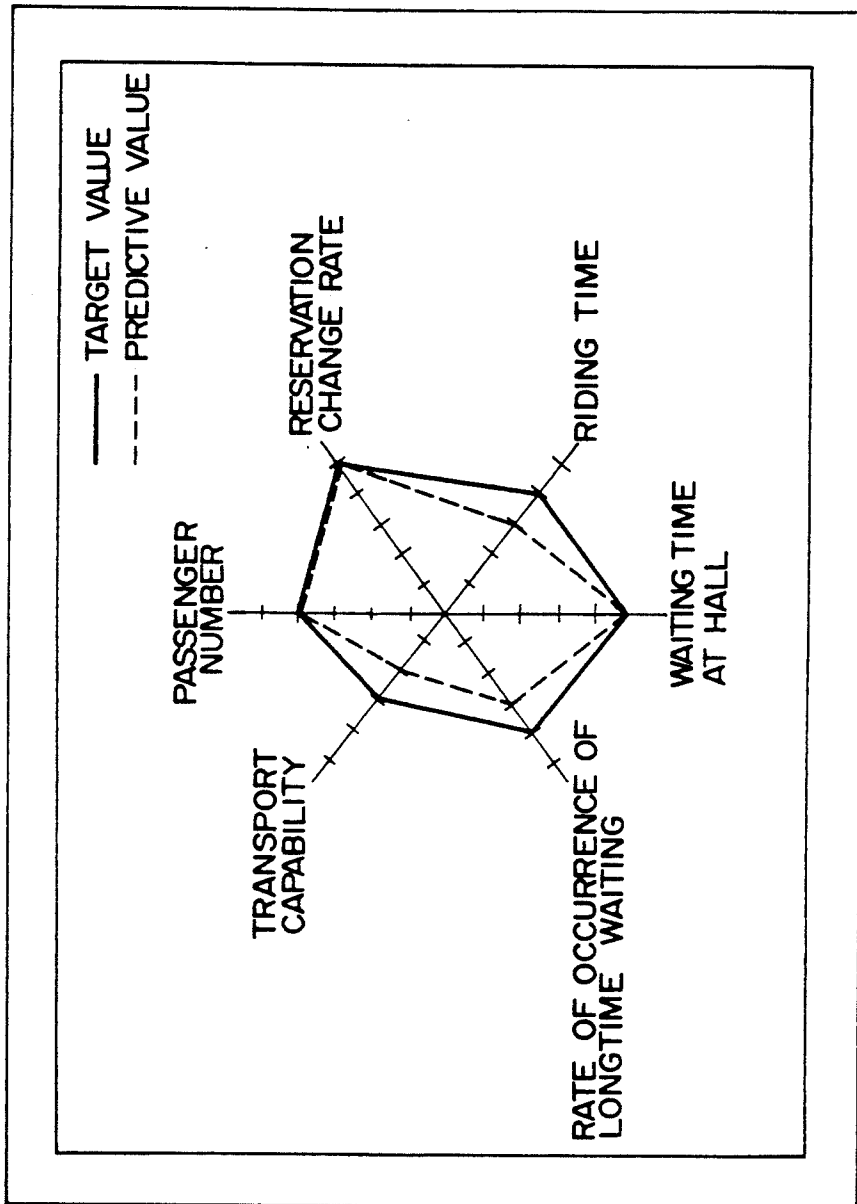 TARGET VALUE
PREDICTIVE VALUE
PASSENGER
NUMBER
TRANSPORT
CAPABILITY
RESERVATION
CHANGE RATE
RATE OF OCCURRENCE OF
LONGTIME WAITING
RIDING TIME
WAITING TIME
AT HALL